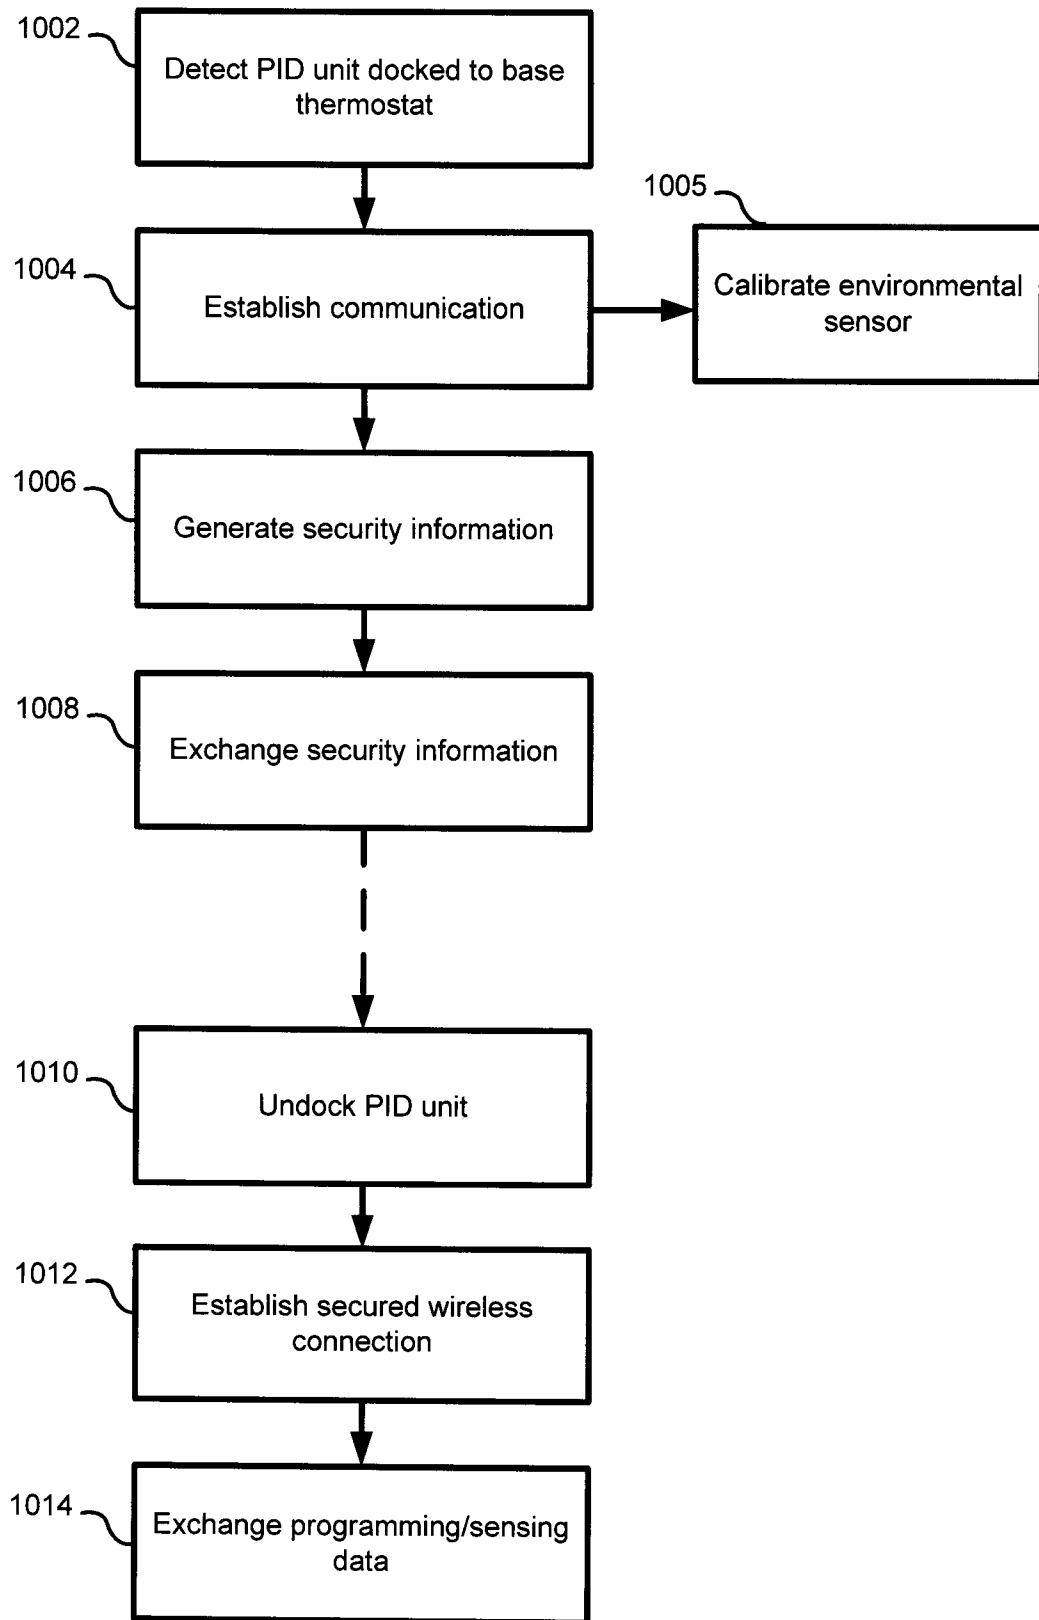 1002
Detect PID unit docked to base
thermostat
1004
Establish communication
1005
Calibrate environmental
sensor
1006
Generate security information
1008
Exchange security information
1010
Undock PID unit
1012
Establish secured wireless
connection
1014
Exchange programming/sensing
data